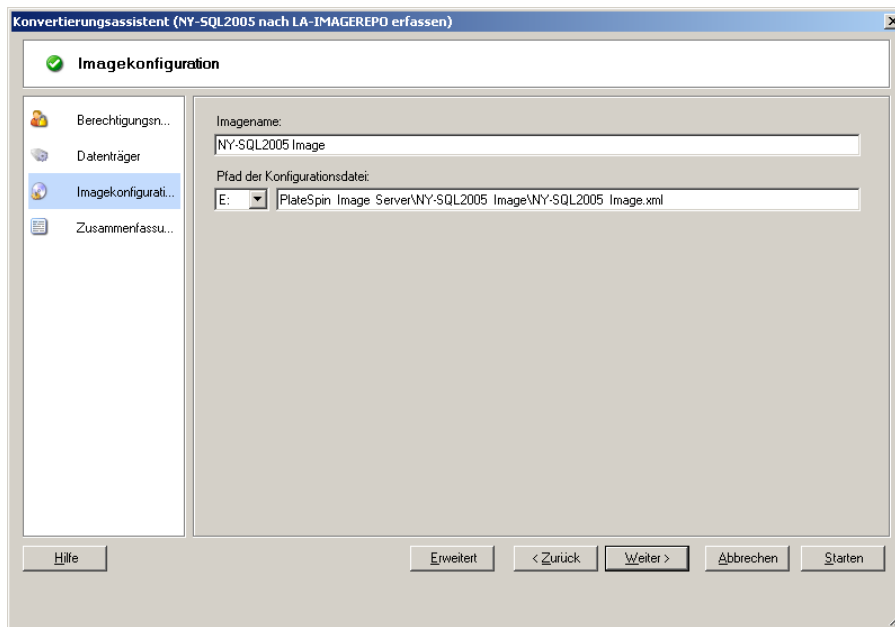 Konvertierungsassistent (NY-SQL2005 nach LA-IMAGEREPO erfassen)
Imagekonfiguration
Berechtigungsn...
Datenträger
Imagekonfigurati...
Zusammenfassu...
Imagename:
NY-SQL2005 Image
Pfad der Konfigurationsdatei:
E: PlateSpin Image Server\NY-SQL2005 Image\NY-SQL2005 Image.xml
Hilfe Erweitert < Zurück Weiter > Abbrechen Starten